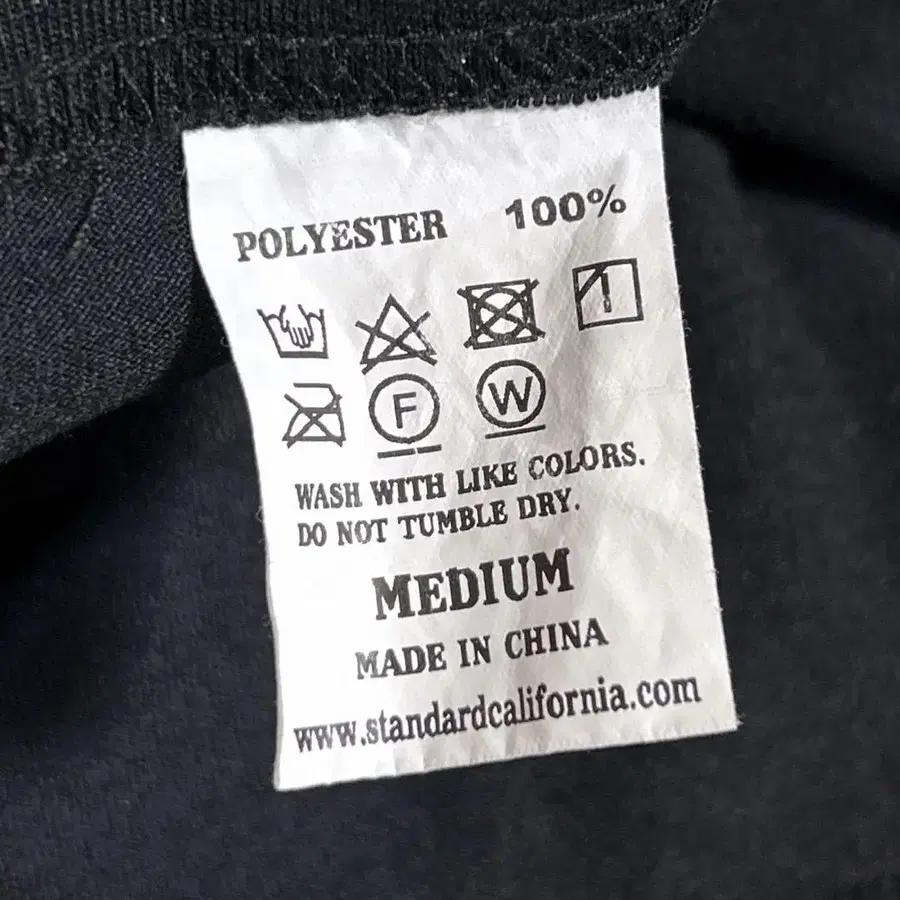 POLYESTER 100%
F W
WASH WITH LIKE COLORS.
DO NOT TUMBLE DRY.
MEDIUM
MADE IN CHINA
www.standardcalifornia.com